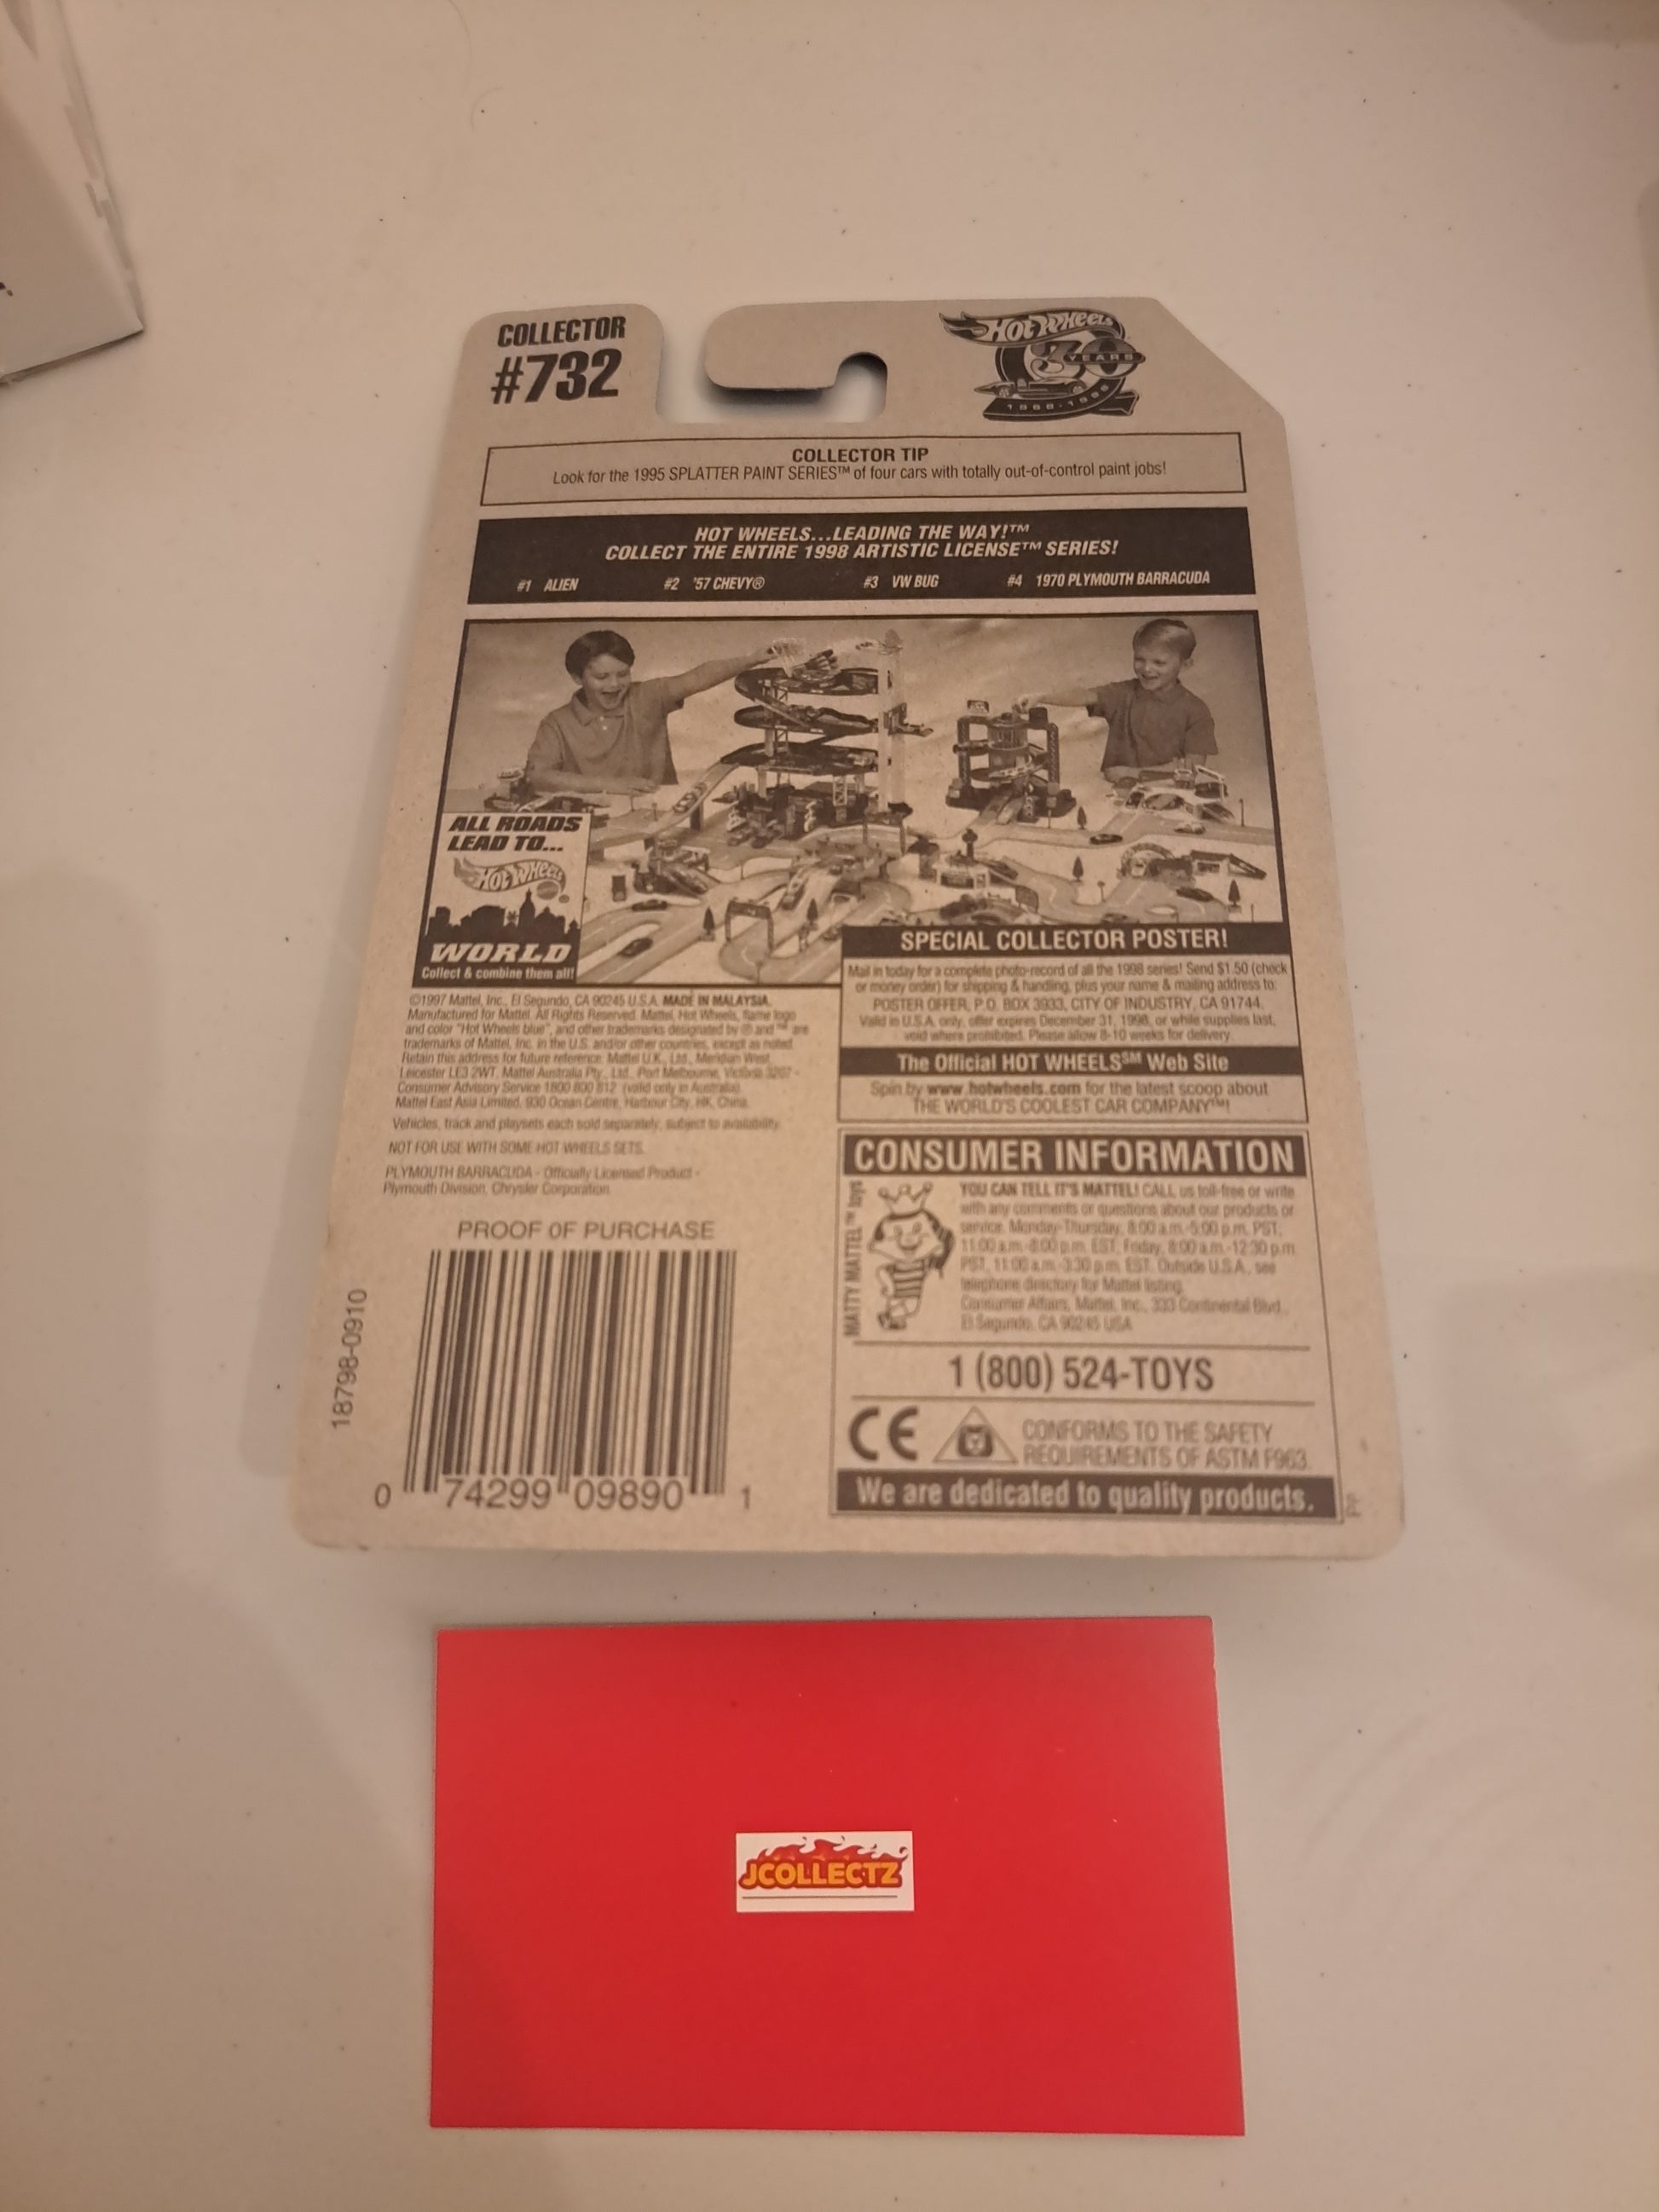 COLLECTOR
#732
HOT WHEELS
30
YEARS
1968-1998
COLLECTOR TIP
Look for the 1995 SPLATTER PAINT SERIES™ of four cars with totally out-of-control paint jobs!
HOT WHEELS...LEADING THE WAY!™
COLLECT THE ENTIRE 1998 ARTISTIC LICENSE™ SERIES!
#1 ALIEN #2 '57 CHEVY® #3 VW BUG #4 1970 PLYMOUTH BARRACUDA
ALL ROADS
LEAD TO...
HOT WHEELS
WORLD
Collect & combine them all!
©1997 Mattel, Inc., El Segundo, CA 90245 U.S.A. MADE IN MALAYSIA.
Manufactured for Mattel. All Rights Reserved. Mattel, Hot Wheels, flame logo
and color "Hot Wheels blue", and other trademarks designated by ® and ™ are
trademarks of Mattel, Inc. in the U.S. and/or other countries, except as noted.
Retain this address for future reference: Mattel U.K., Ltd., Meridian West,
Leicester LE3 2WT. Mattel Australia Pty., Ltd., Port Melbourne, Victoria 3207 -
Consumer Advisory Service 1800 800 812 (valid only in Australia).
Mattel East Asia Limited, 930 Ocean Centre, Harbour City, HK, China.
Vehicles, track and playsets each sold separately, subject to availability.
NOT FOR USE WITH SOME HOT WHEELS SETS.
PLYMOUTH BARRACUDA - Officially Licensed Product -
Plymouth Division, Chrysler Corporation
PROOF OF PURCHASE
18798-0910
0 74299 09890 1
SPECIAL COLLECTOR POSTER!
Mail in today for a complete photo-record of all the 1998 series! Send $1.50 (check
or money order) for shipping & handling, plus your name & mailing address to:
POSTER OFFER, P.O. BOX 3933, CITY OF INDUSTRY, CA 91744.
Valid in U.S.A. only, offer expires December 31, 1998, or while supplies last,
void where prohibited. Please allow 8-10 weeks for delivery.
The Official HOT WHEELS℠ Web Site
Spin by www.hotwheels.com for the latest scoop about
THE WORLD'S COOLEST CAR COMPANY™!
CONSUMER INFORMATION
MATTY MATTEL™ toys
YOU CAN TELL IT'S MATTEL! CALL us toll-free or write
with any comments or questions about our products or
service. Monday-Thursday, 8:00 a.m.-5:00 p.m. PST,
11:00 a.m.-8:00 p.m. EST, Friday, 8:00 a.m.-12:30 p.m.
PST, 11:00 a.m.-3:30 p.m. EST. Outside U.S.A., see
telephone directory for Mattel listing.
Consumer Affairs, Mattel, Inc., 333 Continental Blvd.,
El Segundo, CA 90245 USA
1 (800) 524-TOYS
CE
CONFORMS TO THE SAFETY
REQUIREMENTS OF ASTM F963.
We are dedicated to quality products.
JCOLLECTZ